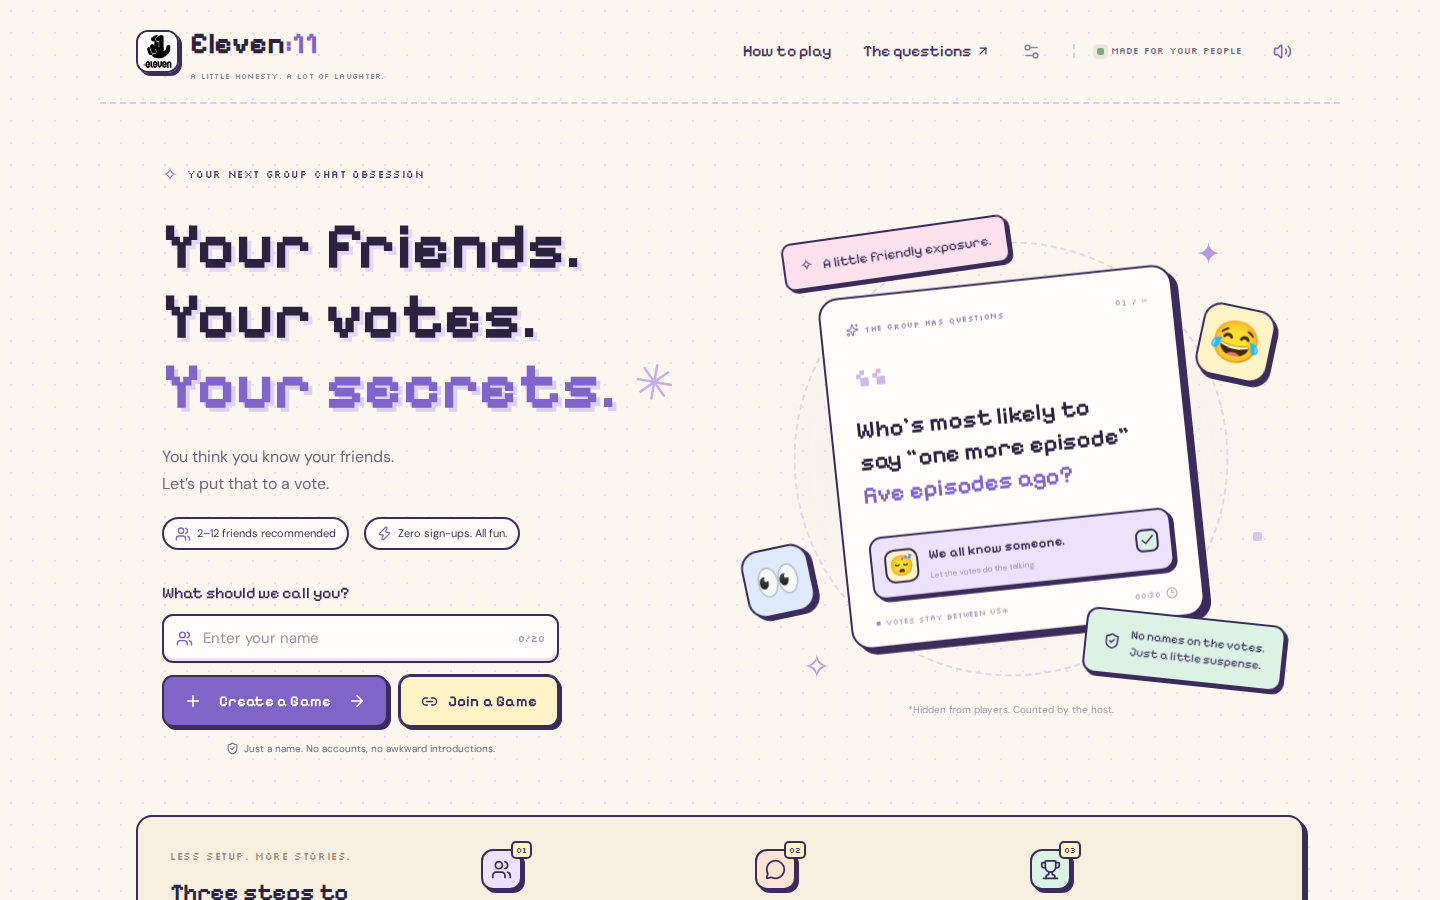 eleven
Eleven:11
A LITTLE HONESTY. A LOT OF LAUGHTER.
How to play
The questions
MADE FOR YOUR PEOPLE
YOUR NEXT GROUP CHAT OBSESSION
Your friends.
Your votes.
Your secrets.
You think you know your friends.
Let's put that to a vote.
2–12 friends recommended
Zero sign-ups. All fun.
What should we call you?
Enter your name
0/20
Create a Game
Join a Game
Just a name. No accounts, no awkward introductions.
A little friendly exposure.
THE GROUP HAS QUESTIONS
01 / ∞
“
Who's most likely to
say “one more episode”
five episodes ago?
We all know someone.
Let the votes do the talking.
VOTES STAY BETWEEN US*
00:30
No names on the votes.
Just a little suspense.
*Hidden from players. Counted by the host.
LESS SETUP. MORE STORIES.
Three steps to
01
02
03